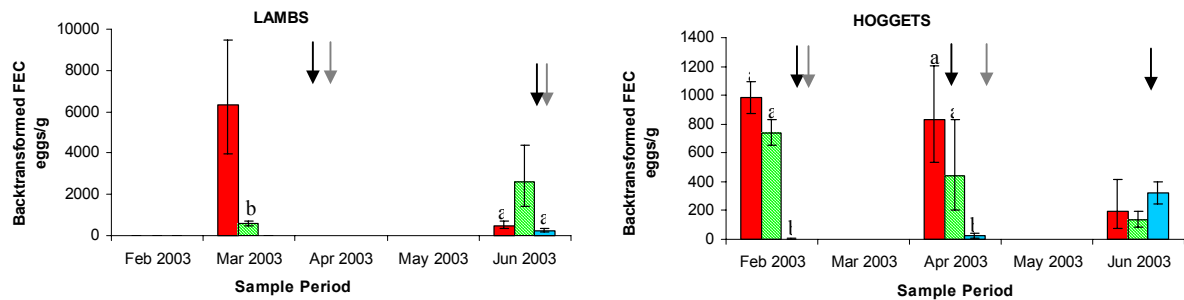 LAMBS
Backtransformed FEC
eggs/g
10000
8000
6000
4000
2000
0
b
a
a
Feb 2003 Mar 2003 Apr 2003 May 2003 Jun 2003
Sample Period
HOGGETS
Backtransformed FEC
eggs/g
1400
1200
1000
800
600
400
200
0
a
a
a
Feb 2003 Mar 2003 Apr 2003 May 2003 Jun 2003
Sample Period